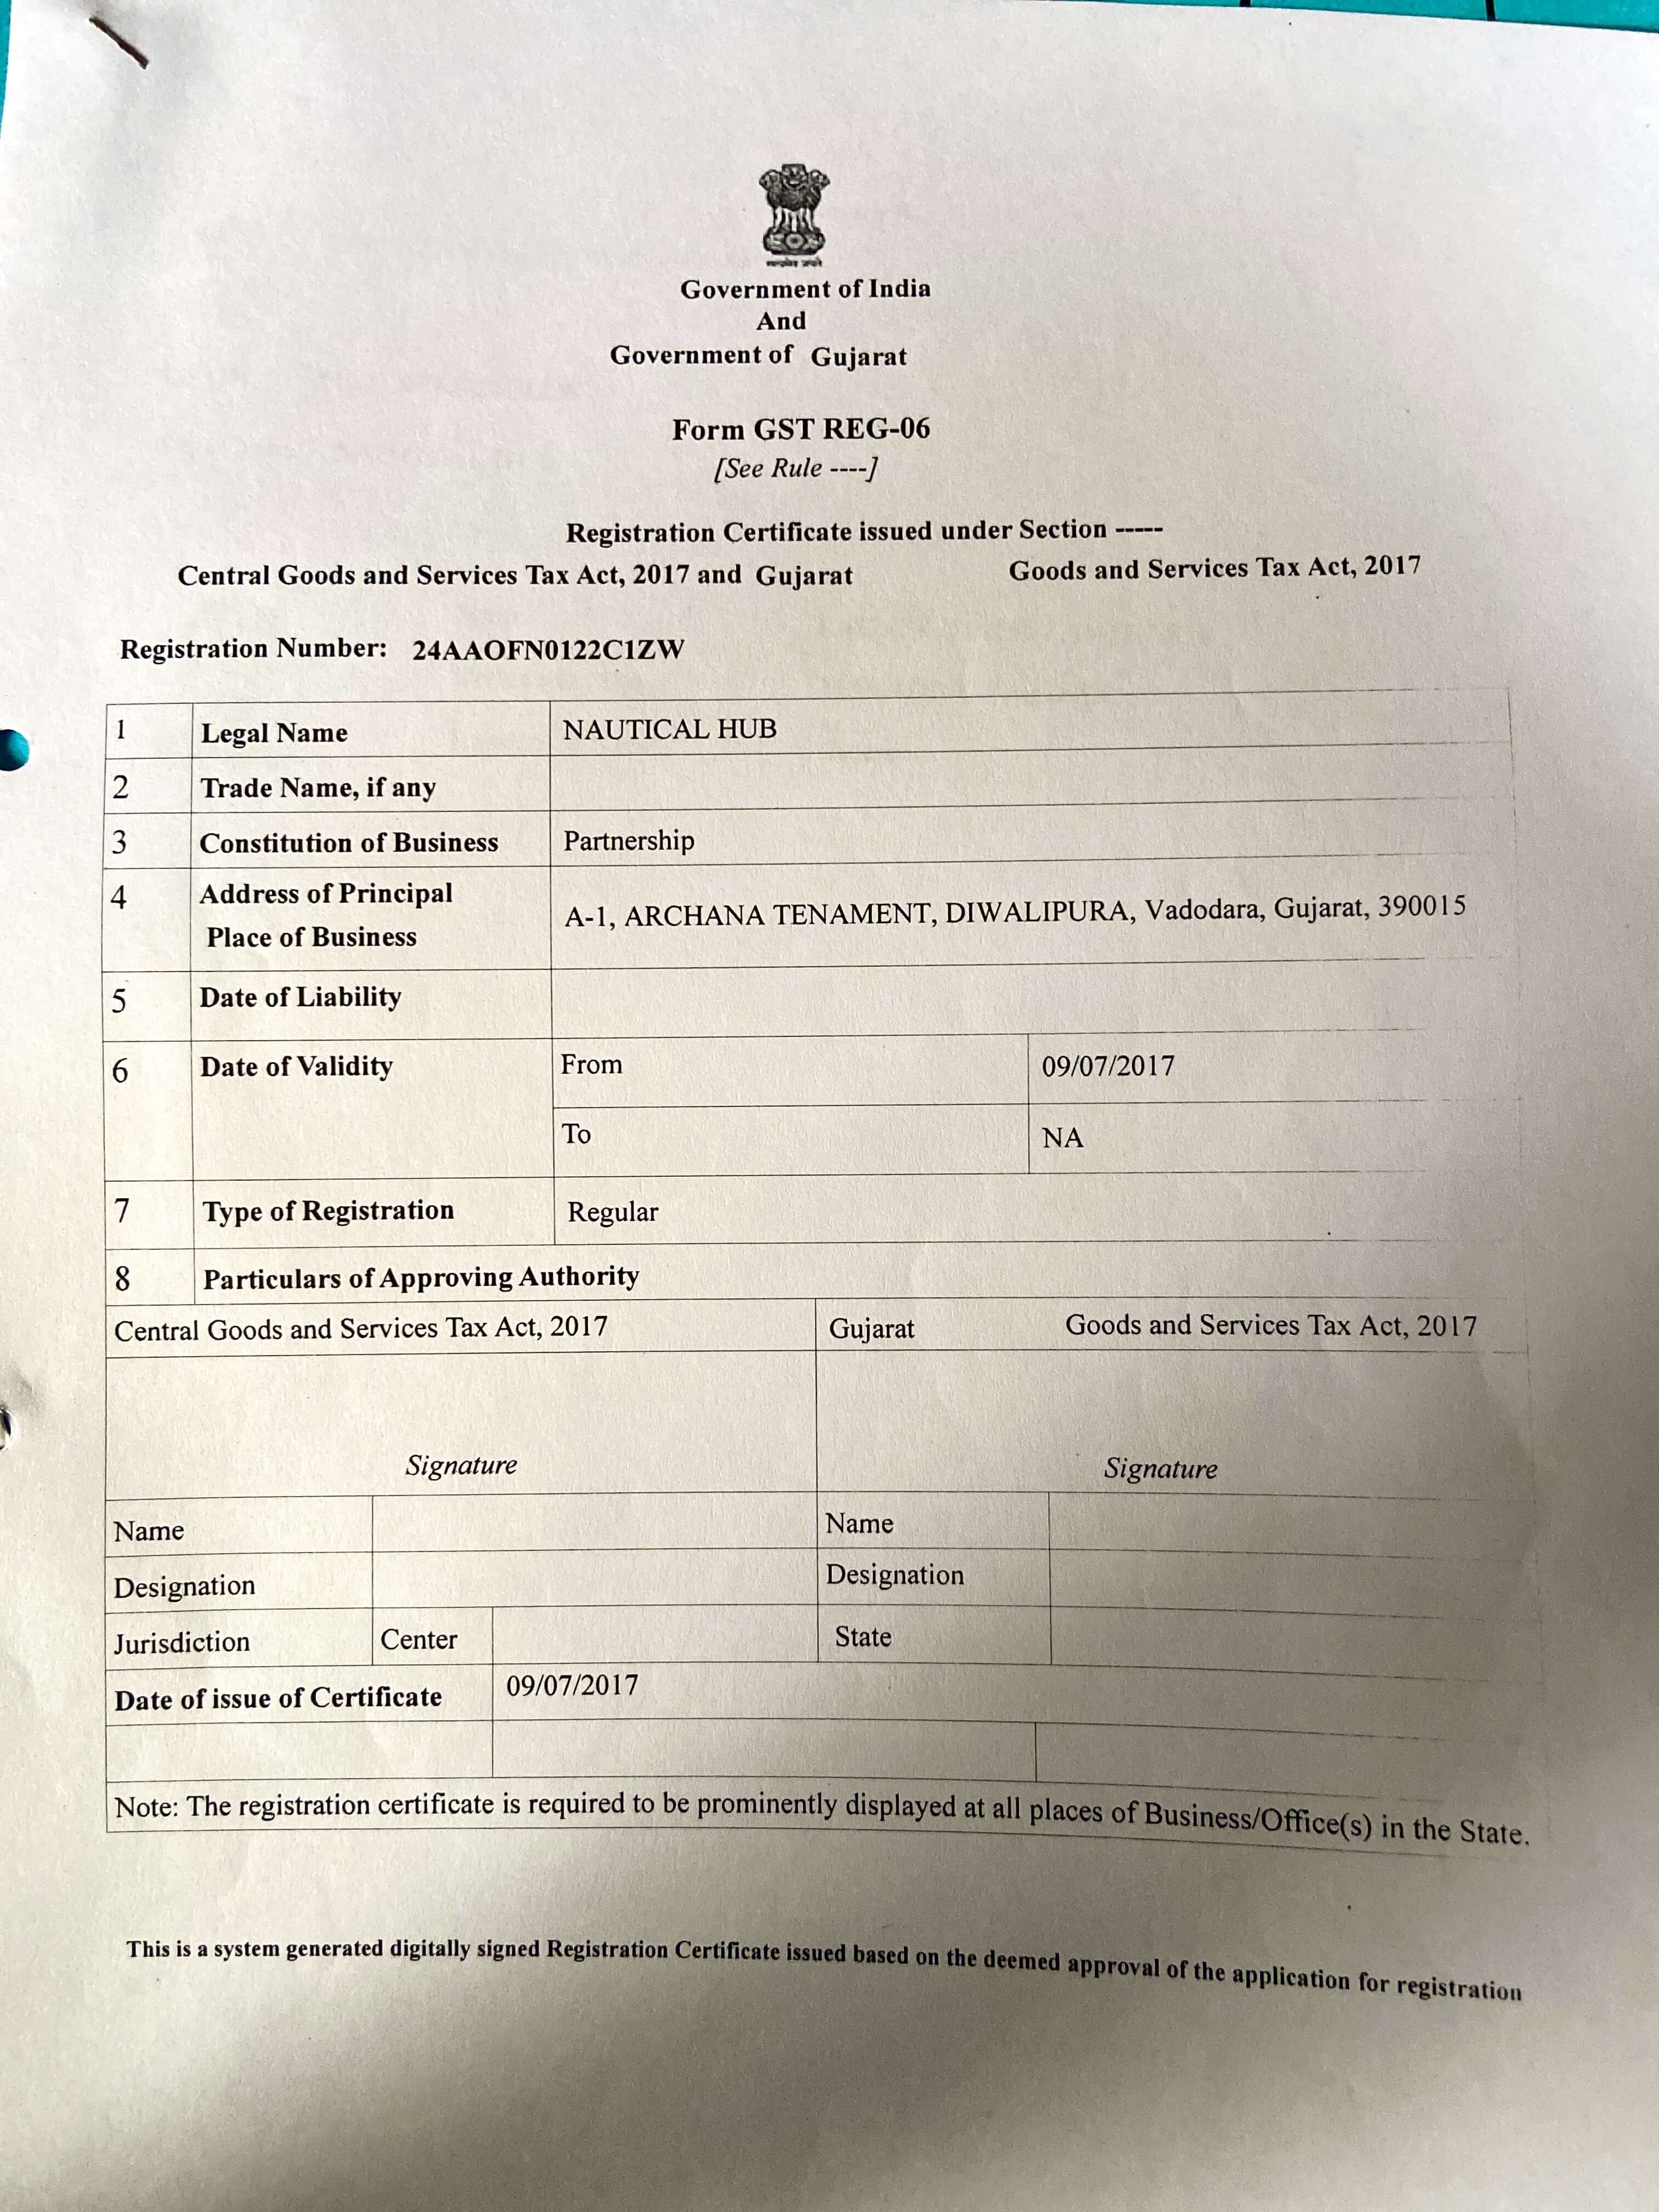 Government of India
And
Government of Gujarat
Form GST REG-06
[See Rule ----]
Registration Certificate issued under Section -----
Central Goods and Services Tax Act, 2017 and Gujarat Goods and Services Tax Act, 2017
Registration Number: 24AAOFN0122C1ZW
1 Legal Name NAUTICAL HUB
2 Trade Name, if any
3 Constitution of Business Partnership
4 Address of Principal
Place of Business A-1, ARCHANA TENAMENT, DIWALIPURA, Vadodara, Gujarat, 390015
5 Date of Liability
6 Date of Validity From 09/07/2017
To NA
7 Type of Registration Regular
8 Particulars of Approving Authority
Central Goods and Services Tax Act, 2017 Gujarat Goods and Services Tax Act, 2017
Signature Signature
Name Name
Designation Designation
Jurisdiction Center State
Date of issue of Certificate 09/07/2017
Note: The registration certificate is required to be prominently displayed at all places of Business/Office(s) in the State.
This is a system generated digitally signed Registration Certificate issued based on the deemed approval of the application for registration